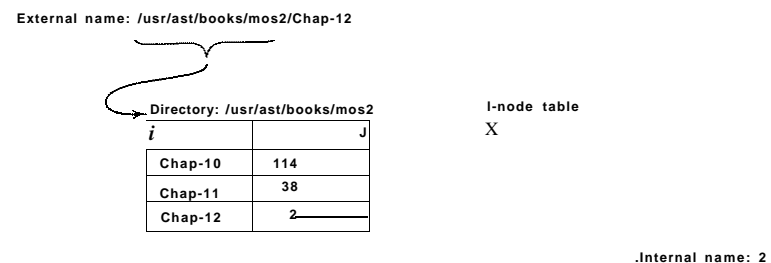 External name: /usr/ast/books/mos2/Chap-12
Directory: /usr/ast/books/mos2
I-node table
i J
X
Chap-10 114
Chap-11 38
Chap-12 2
.Internal name: 2